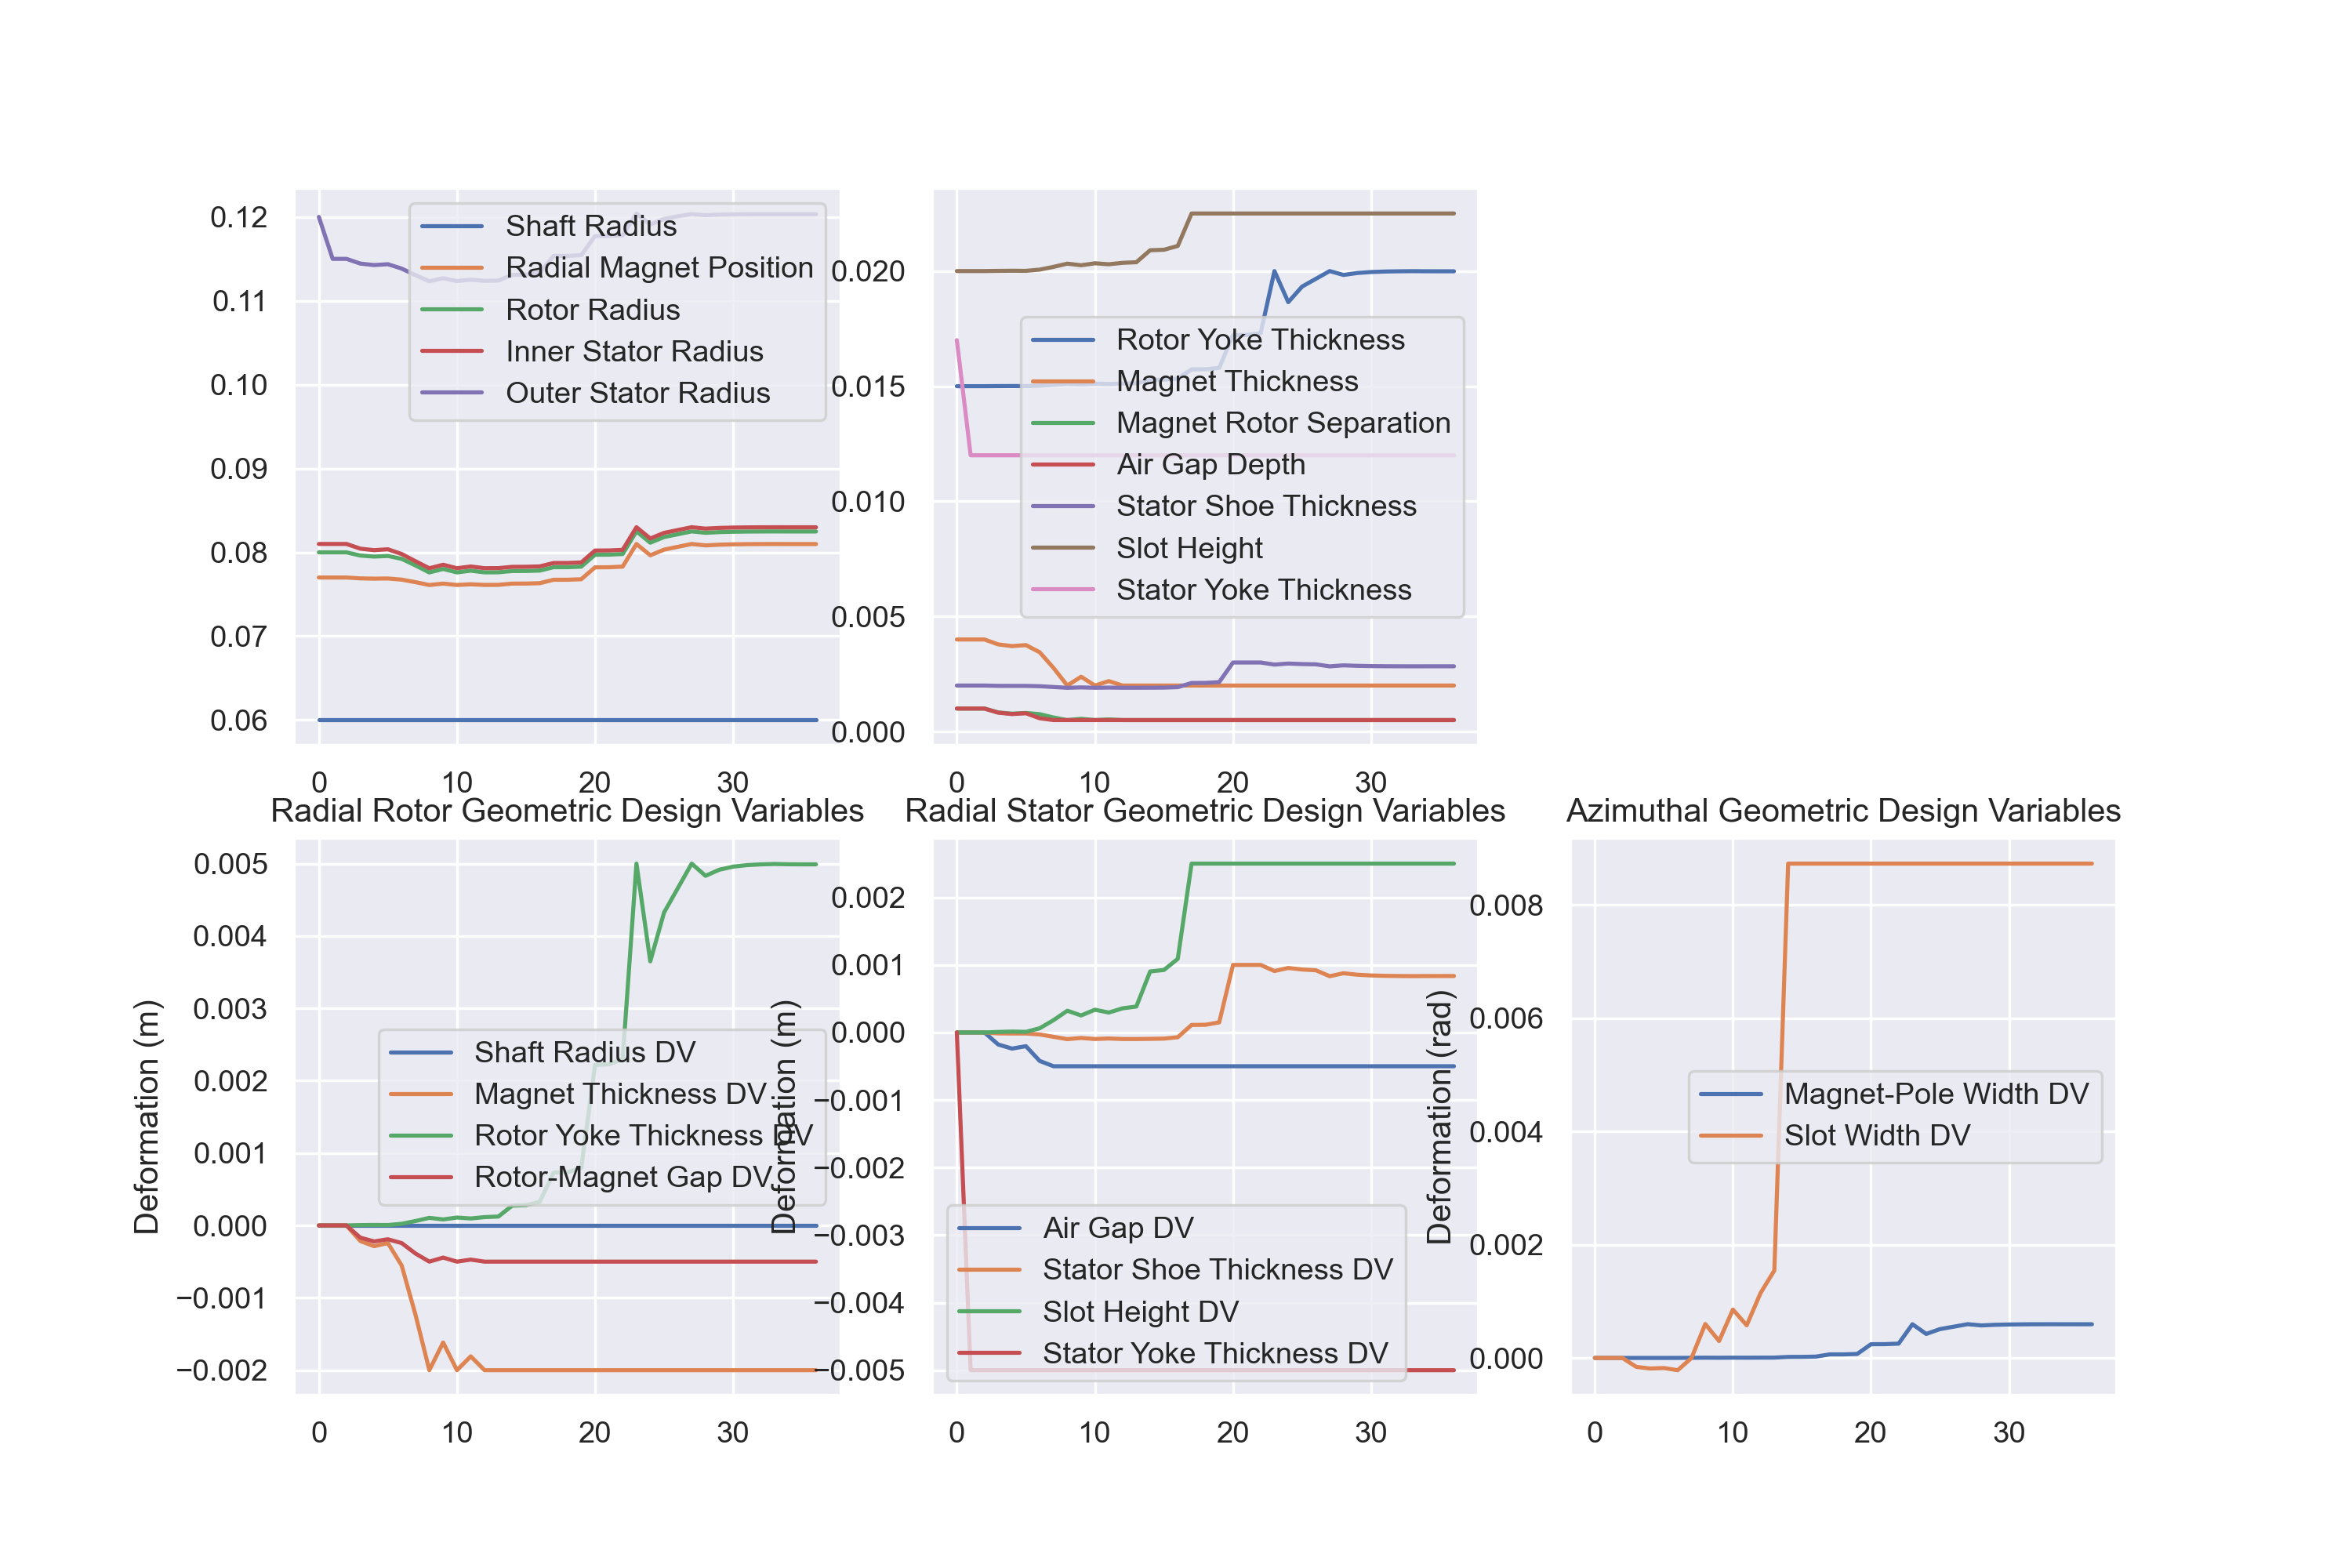 0.12
0.11
0.10
0.09
0.08
0.07
0.06
Shaft Radius
Radial Magnet Position
Rotor Radius
Inner Stator Radius
Outer Stator Radius
0 10 20 30
0.020
0.015
0.010
0.005
0.000
Rotor Yoke Thickness
Magnet Thickness
Magnet Rotor Separation
Air Gap Depth
Stator Shoe Thickness
Slot Height
Stator Yoke Thickness
0 10 20 30
Radial Rotor Geometric Design Variables
Deformation (m)
0.005
0.004
0.003
0.002
0.001
0.000
−0.001
−0.002
Shaft Radius DV
Magnet Thickness DV
Rotor Yoke Thickness DV
Rotor-Magnet Gap DV
0 10 20 30
Radial Stator Geometric Design Variables
Deformation (m)
0.002
0.001
0.000
−0.001
−0.002
−0.003
−0.004
−0.005
Air Gap DV
Stator Shoe Thickness DV
Slot Height DV
Stator Yoke Thickness DV
0 10 20 30
Azimuthal Geometric Design Variables
Deformation (rad)
0.008
0.006
0.004
0.002
0.000
Magnet-Pole Width DV
Slot Width DV
0 10 20 30